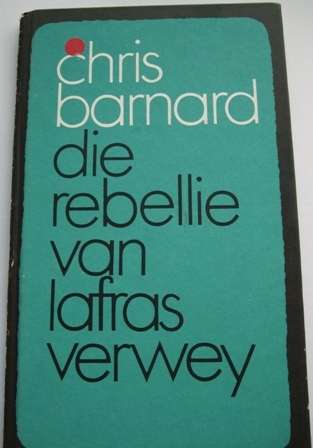 chris
barnard
die
rebellie
van
lafras
verwey